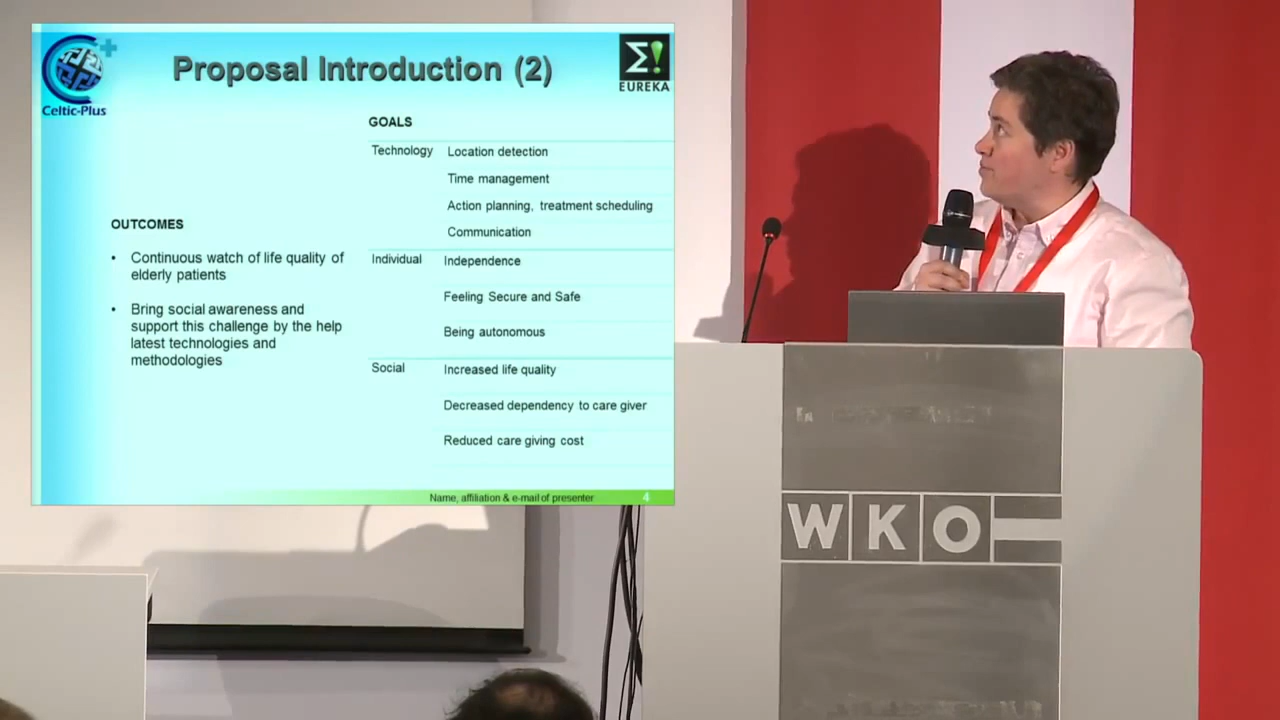 Proposal Introduction (2)
Celtic-Plus
Σ!
EUREKA
OUTCOMES
• Continuous watch of life quality of
elderly patients
• Bring social awareness and
support this challenge by the help
latest technologies and
methodologies
GOALS
Technology Location detection
Time management
Action planning, treatment scheduling
Communication
Individual Independence
Feeling Secure and Safe
Being autonomous
Social Increased life quality
Decreased dependency to care giver
Reduced care giving cost
Name, affiliation & e-mail of presenter 4
WKO